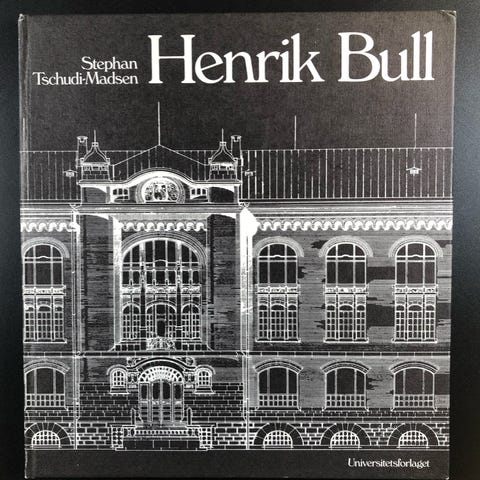 Stephan
Tschudi-Madsen
Henrik Bull
Universitetsforlaget